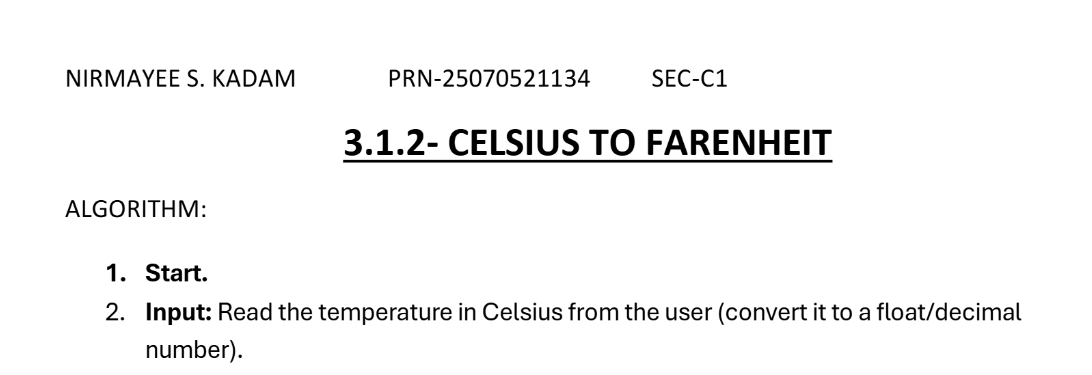 NIRMAYEE S. KADAM PRN-25070521134 SEC-C1
3.1.2- CELSIUS TO FARENHEIT
ALGORITHM:
1. Start.
2. Input: Read the temperature in Celsius from the user (convert it to a float/decimal
number).